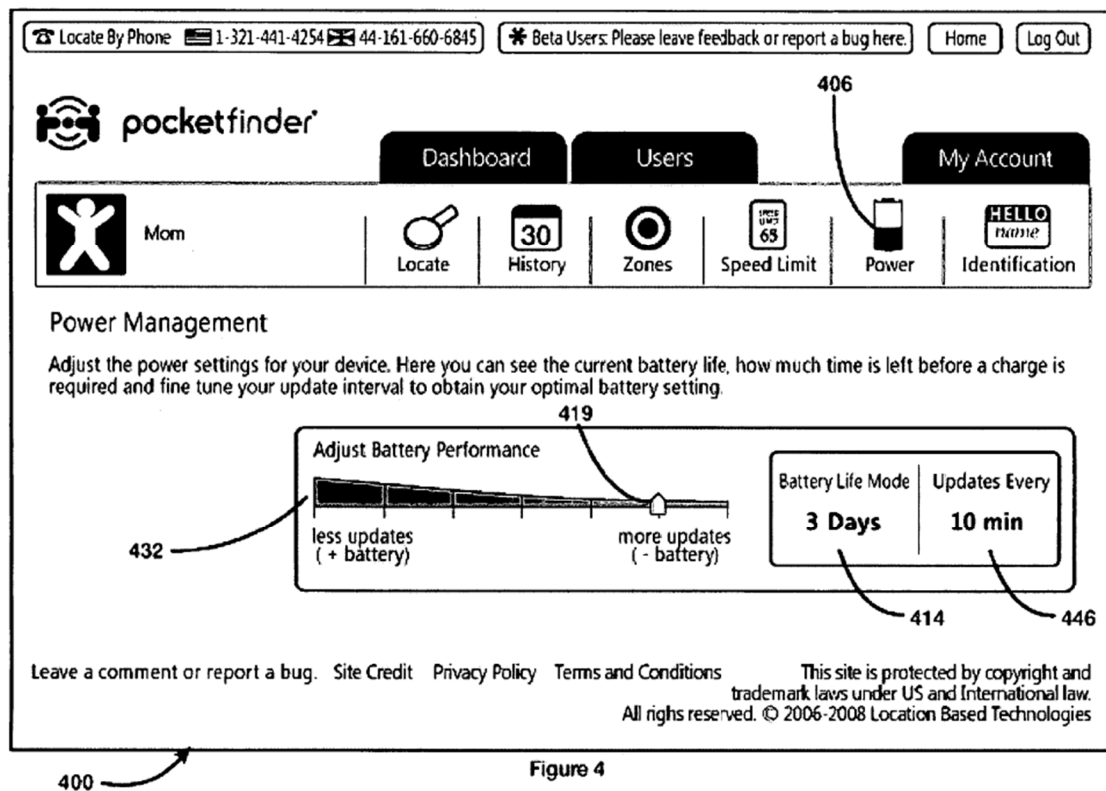 Locate By Phone 1-321-441-4254 44-161-660-6845 ✱ Beta Users: Please leave feedback or report a bug here. Home Log Out
406
pocketfinder
Dashboard Users My Account
Mom
SPEED LIMIT 65
30
HELLO name
Locate History Zones Speed Limit Power Identification
Power Management
Adjust the power settings for your device. Here you can see the current battery life, how much time is left before a charge is
required and fine tune your update interval to obtain your optimal battery setting.
419
Adjust Battery Performance
Battery Life Mode Updates Every
3 Days 10 min
less updates more updates
( + battery) ( - battery)
432
414 446
Leave a comment or report a bug. Site Credit Privacy Policy Terms and Conditions
This site is protected by copyright and
trademark laws under US and International law.
All righs reserved. © 2006-2008 Location Based Technologies
400
Figure 4